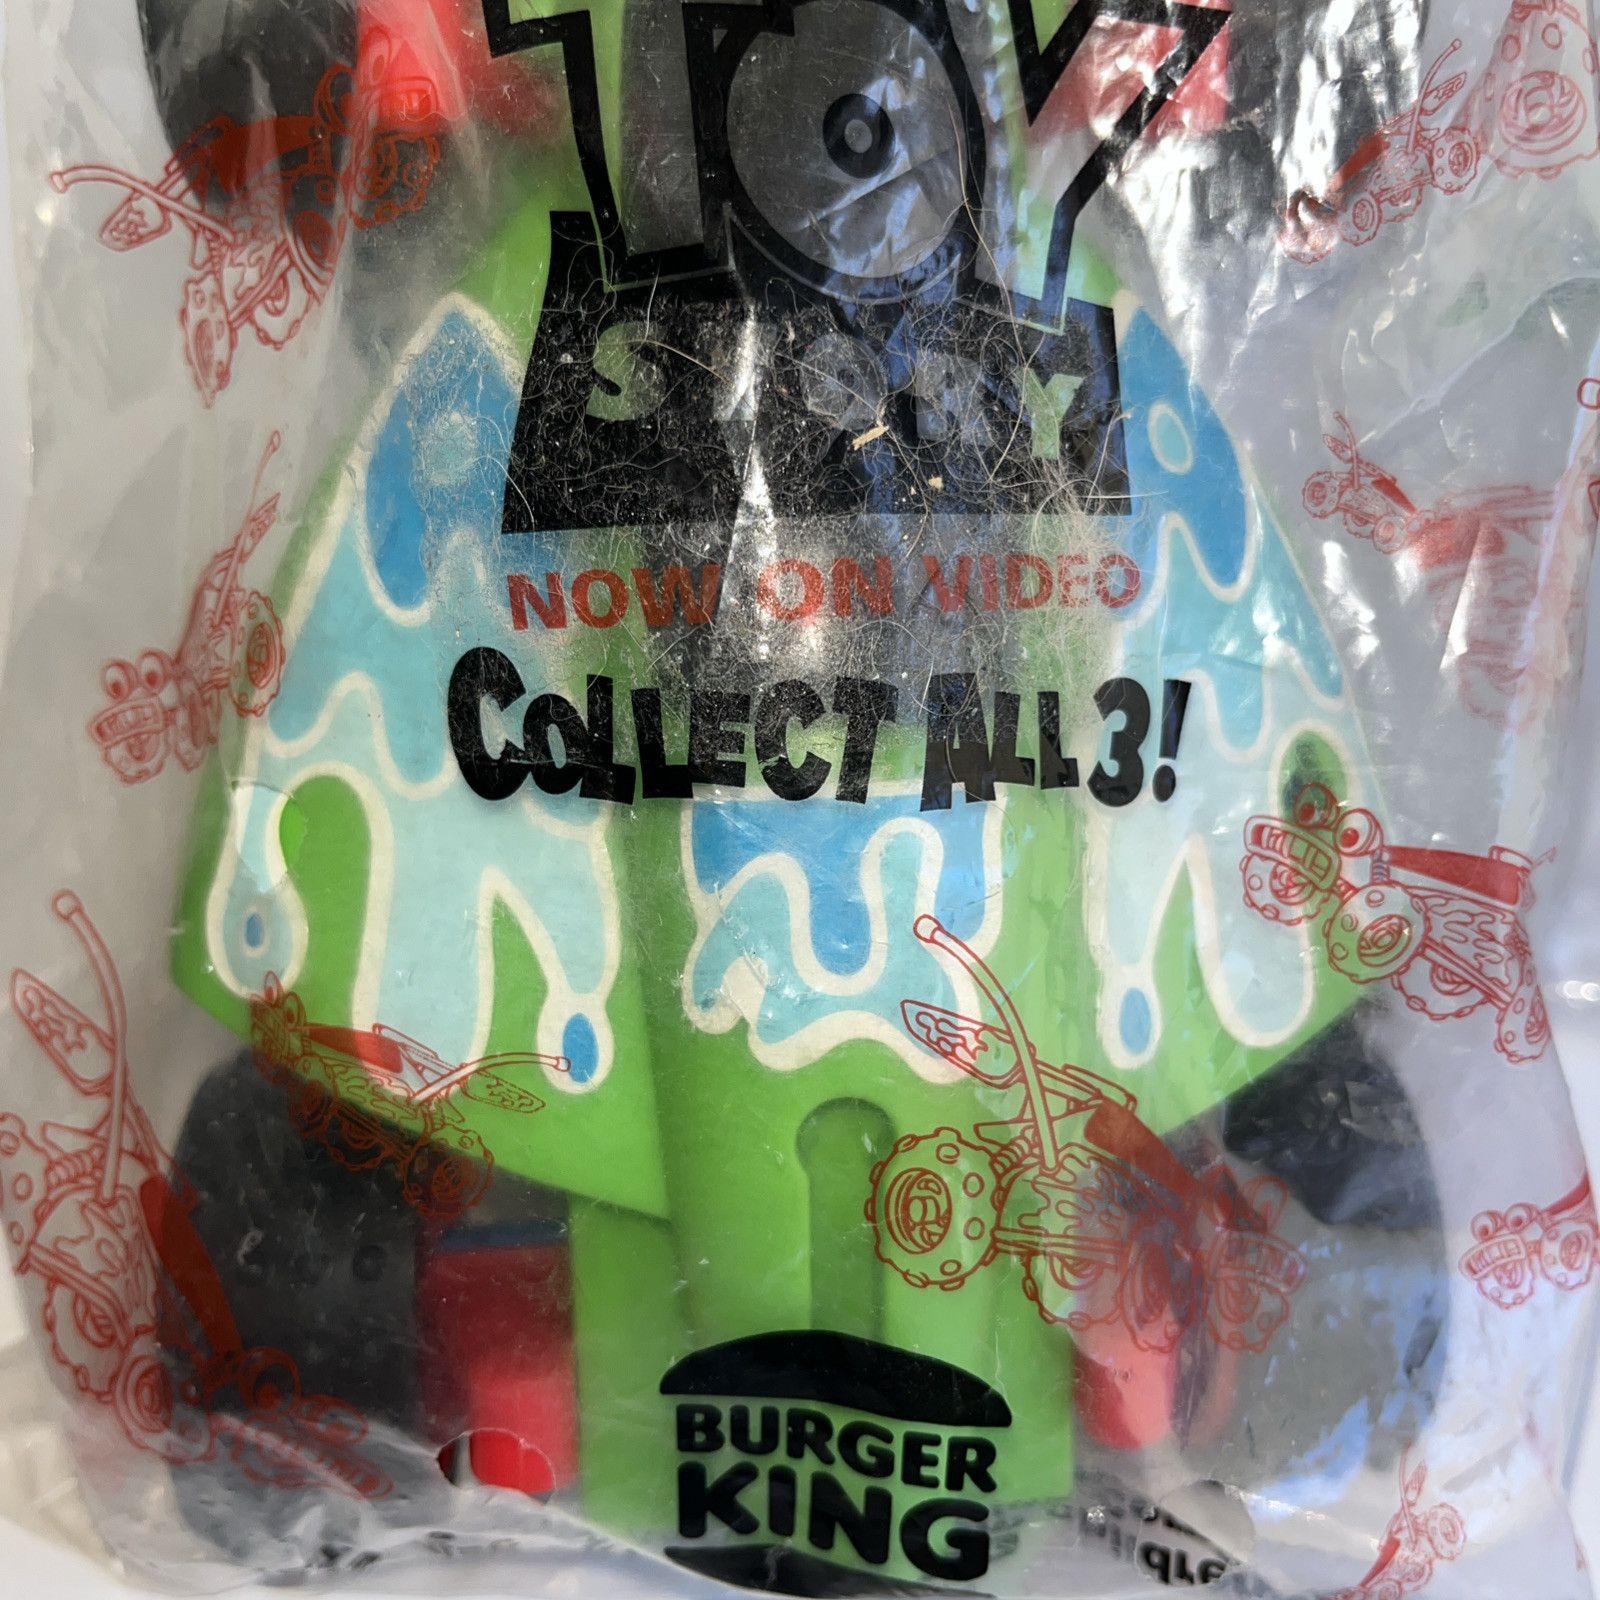 TOY
STORY
NOW ON VIDEO
COLLECT ALL 3!
BURGER
KING